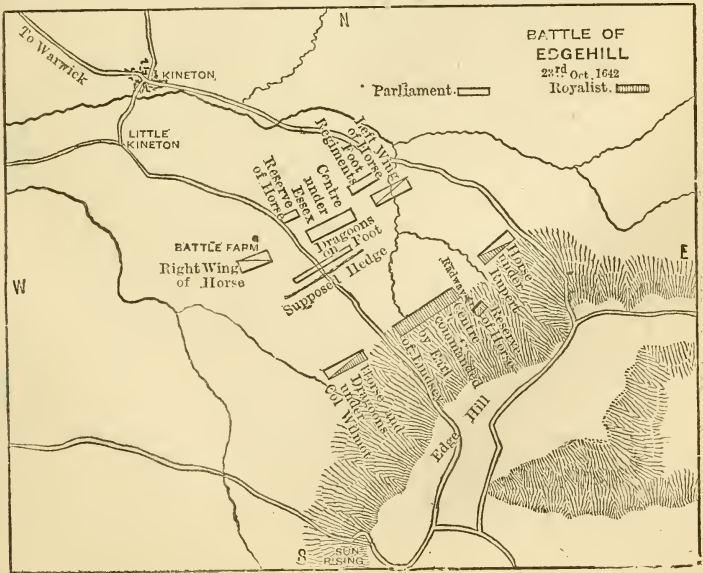 N
BATTLE OF
EDGEHILL
23rd Oct. 1642
Parliament.
Royalist.
To Warwick
KINETON
LITTLE
KINETON
Left Wing
of Horse
Foot
Regiments
Centre
under
Essex
Reserve
of Horse
Dragoons
on Foot
Supposed Hedge
BATTLE FARM
Right Wing
of Horse
W
E
Horse
under
Rupert
Radway
Reserve
of Horse
Centre
commanded
by Earl
of Lindsey
Horse and
Dragoons
under
Col Wilmot
Edge Hill
S
SUN
RISING